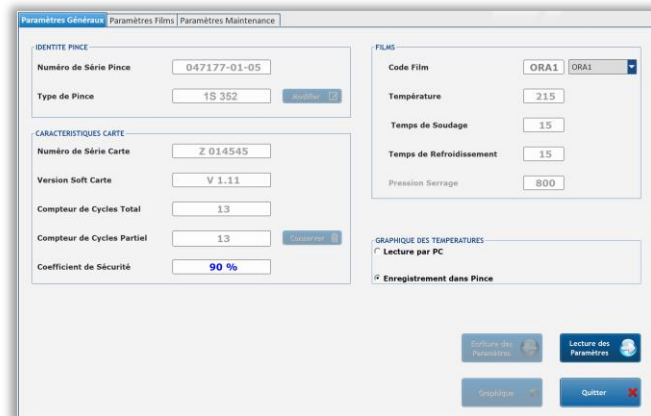 Paramètres Généraux Paramètres Films Paramètres Maintenance
IDENTITE PINCE
Numéro de Série Pince 047177-01-05
Type de Pince 1S 352 Modifier
CARACTERISTIQUES CARTE
Numéro de Série Carte Z 014545
Version Soft Carte V 1.11
Compteur de Cycles Total 13
Compteur de Cycles Partiel 13
Coefficient de Sécurité 90 %
FILMS
Code Film ORA1 ORA1
Température 215
Temps de Soudage 15
Temps de Refroidissement 15
Pression Serrage 800
GRAPHIQUE DES TEMPERATURES
Lecture par PC
Enregistrement dans Pince
Ecriture des
Paramètres
Lecture des
Paramètres
Graphique
Quitter